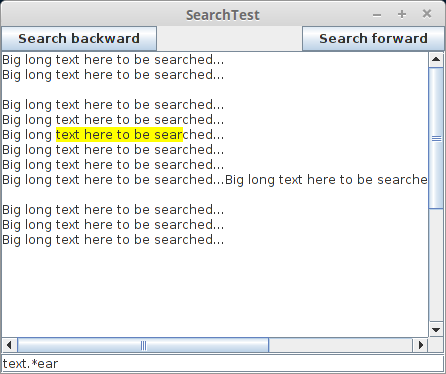 SearchTest
Search backward
Search forward
Big long text here to be searched...
Big long text here to be searched...
Big long text here to be searched...
Big long text here to be searched...
Big long text here to be searched...
Big long text here to be searched...
Big long text here to be searched...
Big long text here to be searched...Big long text here to be searche
Big long text here to be searched...
Big long text here to be searched...
Big long text here to be searched...
text.*ear